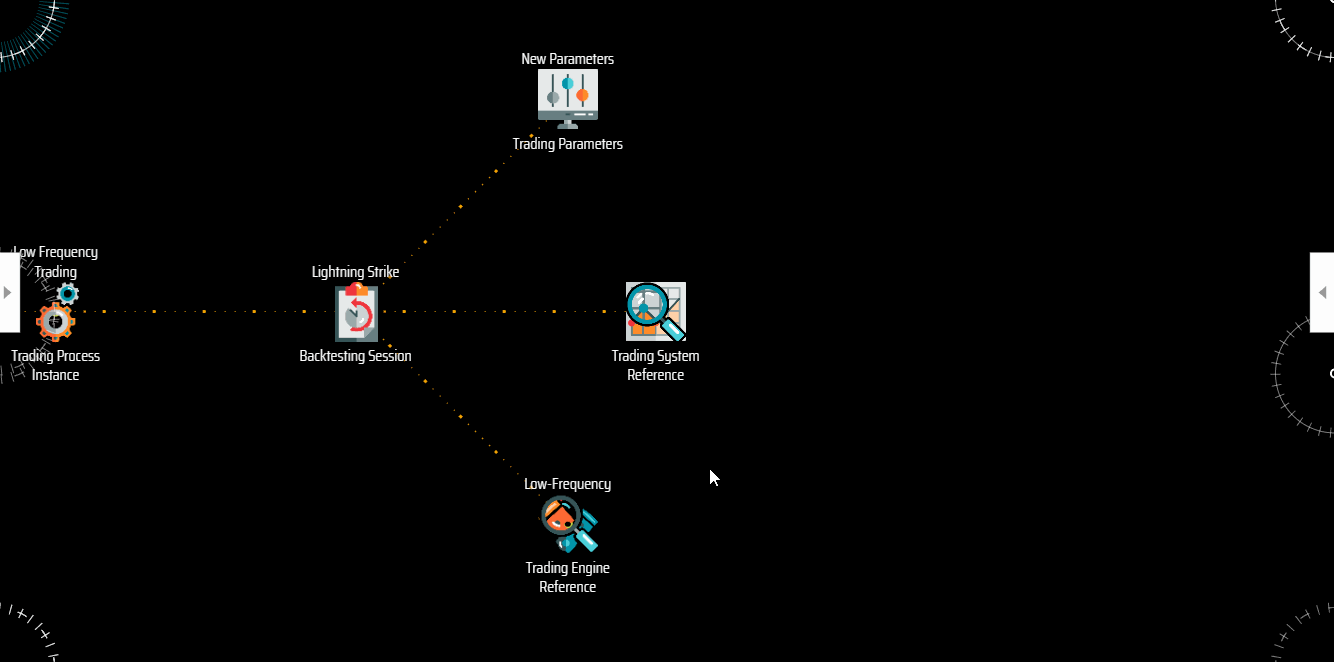 New Parameters
Trading Parameters
Low Frequency
Trading
Trading Process
Instance
Lightning Strike
Backtesting Session
Trading System
Reference
Low-Frequency
Trading Engine
Reference